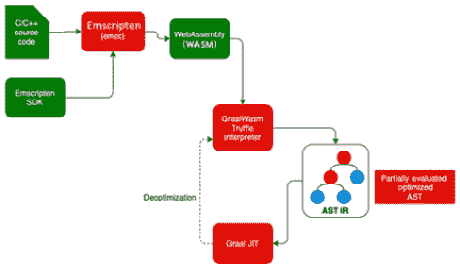 C/C++
source
code
Emscripten
(emcc)
WebAssembly
(WASM)
Emscripten
SDK
GraalWasm
Truffle
interpreter
Partially evaluated
optimized
AST
AST IR
Deoptimization
Graal JIT